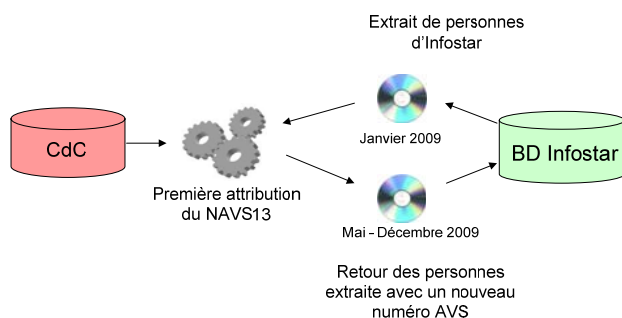 Extrait de personnes
d'Infostar
CdC
Janvier 2009
BD Infostar
Première attribution
du NAVS13
Mai - Décembre 2009
Retour des personnes
extraite avec un nouveau
numéro AVS